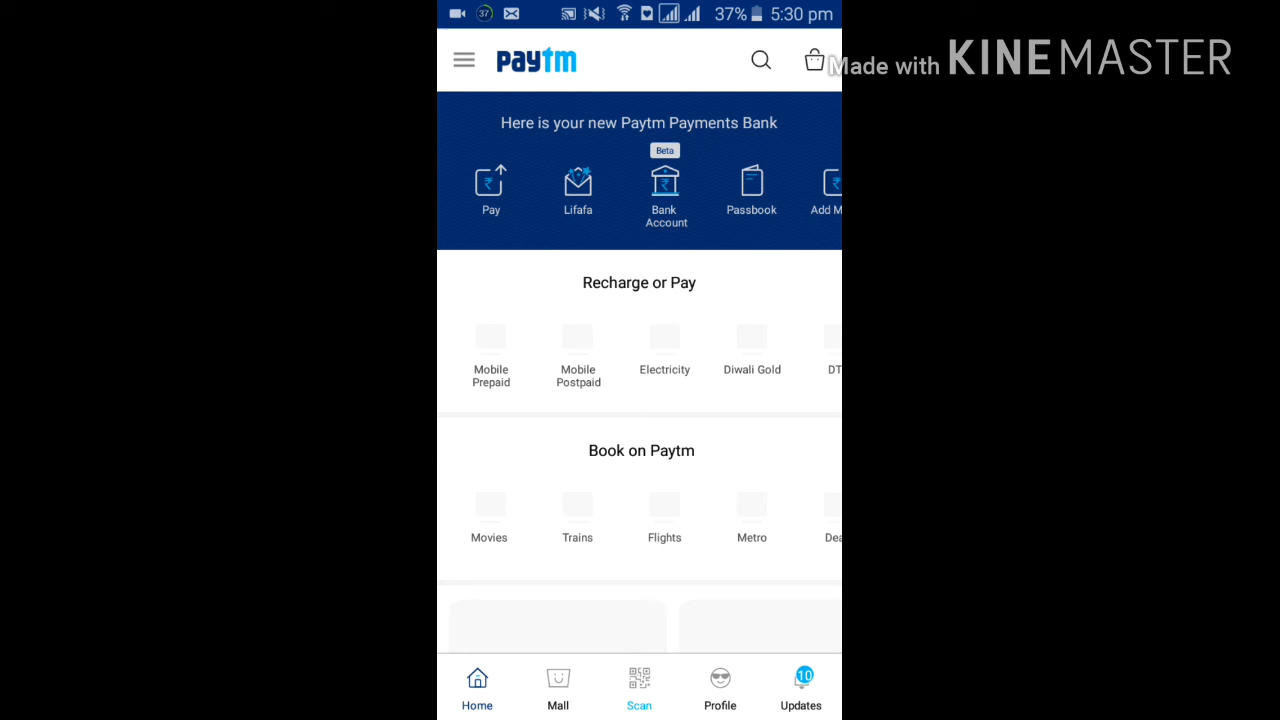 37 37% 5:30 pm
paytm
Made with KINEMASTER
Here is your new Paytm Payments Bank
Beta
Pay Lifafa Bank Account Passbook Add M
Recharge or Pay
Mobile Prepaid Mobile Postpaid Electricity Diwali Gold DT
Book on Paytm
Movies Trains Flights Metro Dea
10
Home Mall Scan Profile Updates